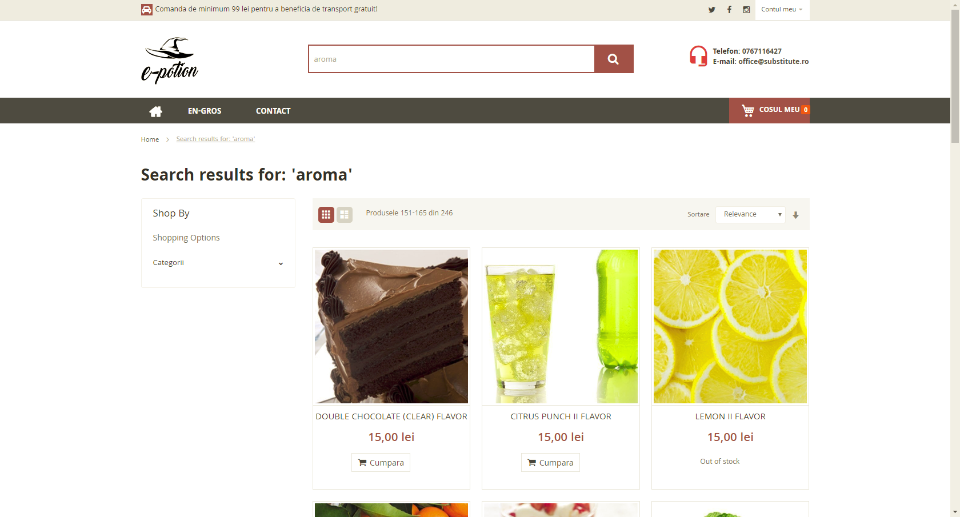 Comanda de minimum 99 lei pentru a beneficia de transport gratuit!
Contul meu
e-potion
aroma
Telefon: 0767116427
E-mail: office@substitute.ro
EN-GROS
CONTACT
COSUL MEU 0
Home
Search results for: 'aroma'
Search results for: 'aroma'
Shop By
Shopping Options
Categorii
Produsele 151-165 din 246
Sortare
Relevance
DOUBLE CHOCOLATE (CLEAR) FLAVOR
15,00 lei
Cumpara
CITRUS PUNCH II FLAVOR
15,00 lei
Cumpara
LEMON II FLAVOR
15,00 lei
Out of stock